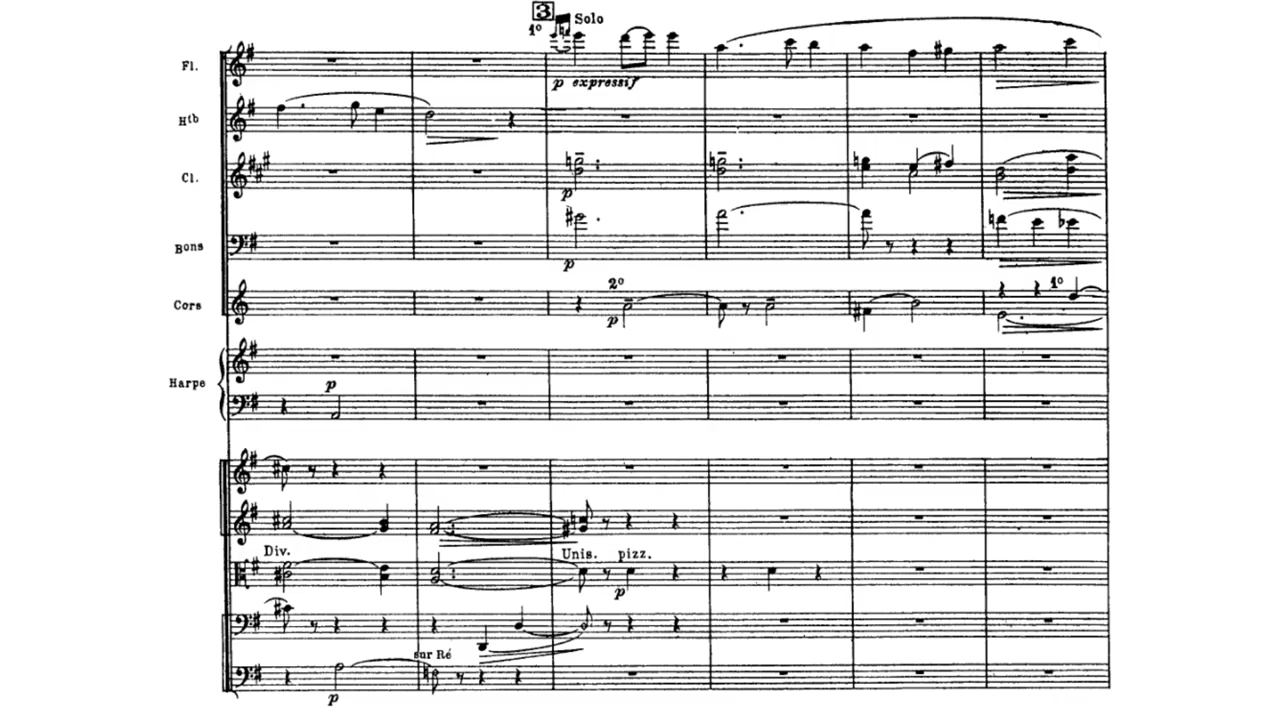 3
1º Solo
Fl.
p expressif
Htb
Cl.
p
Bons
p
2º
1º
Cors
p
Harpe
p
Div.
Unis. pizz.
p
sur Ré
p